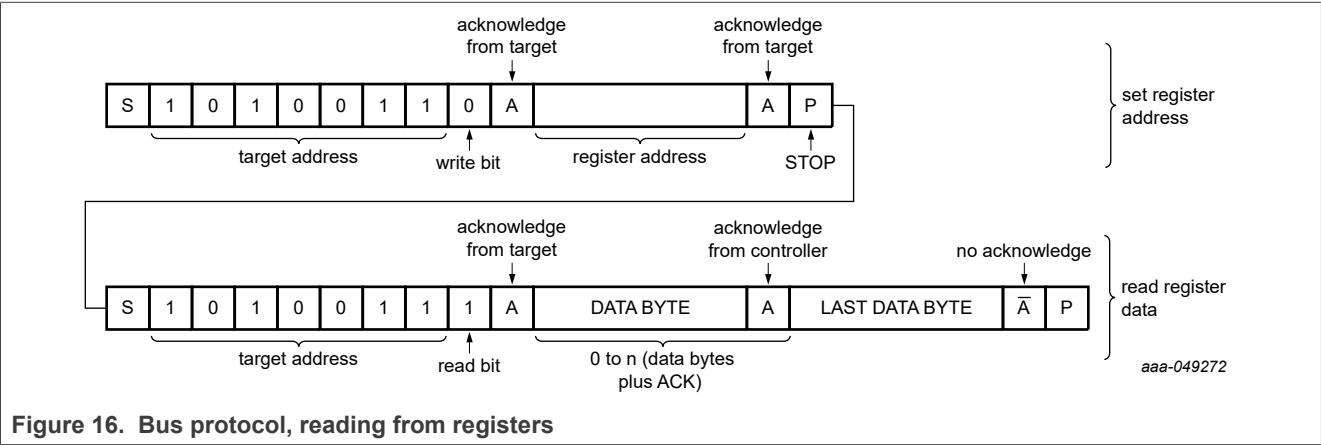 acknowledge
from target
acknowledge
from target
S 1 0 1 0 0 1 1 0 A A P
set register
address
target address
write bit
register address
STOP
acknowledge
from target
acknowledge
from controller
no acknowledge
S 1 0 1 0 0 1 1 1 A DATA BYTE A LAST DATA BYTE A̅ P
read register
data
target address
read bit
0 to n (data bytes
plus ACK)
aaa-049272
Figure 16. Bus protocol, reading from registers